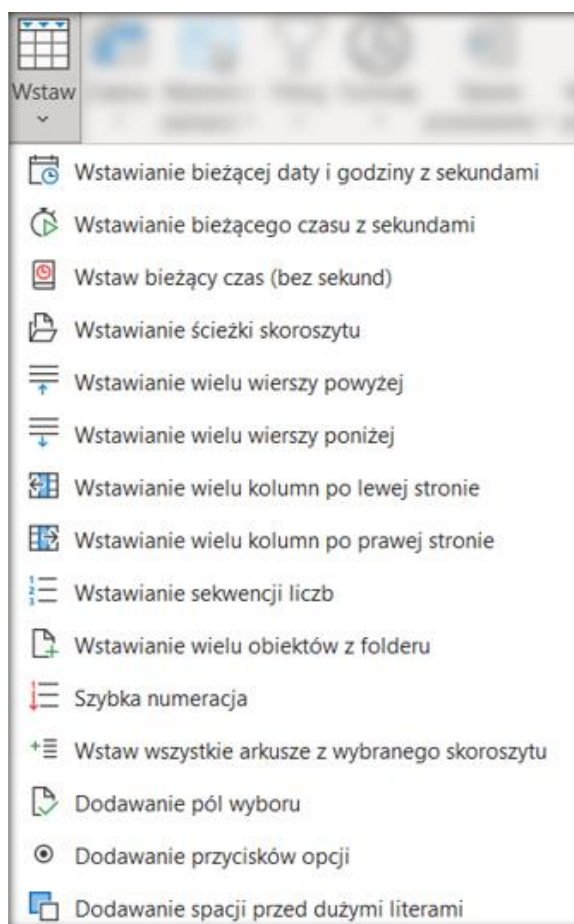 Wstaw
Wstawianie bieżącej daty i godziny z sekundami
Wstawianie bieżącego czasu z sekundami
Wstaw bieżący czas (bez sekund)
Wstawianie ścieżki skoroszytu
Wstawianie wielu wierszy powyżej
Wstawianie wielu wierszy poniżej
Wstawianie wielu kolumn po lewej stronie
Wstawianie wielu kolumn po prawej stronie
Wstawianie sekwencji liczb
Wstawianie wielu obiektów z folderu
Szybka numeracja
Wstaw wszystkie arkusze z wybranego skoroszytu
Dodawanie pól wyboru
Dodawanie przycisków opcji
Dodawanie spacji przed dużymi literami